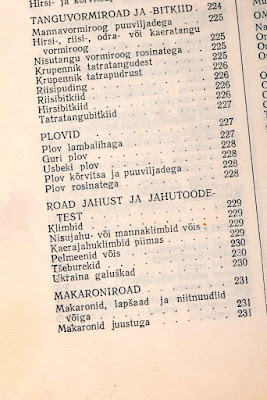 Hirsi- ja kõrvitsap
TANGUVORMIROAD JA -BITKIID . 224
Mannavormiroog puuviljadega . . 225
Hirsi-, riisi-, odra- või kaeratangu
vormiroog . . . . . . . . 225
Nisutangu vormiroog rosinatega . . 225
Krupennik tatratangudest . . . . 225
Krupennik tatrapudrust . . . . 226
Riisipuding . . . . . . . . 226
Riisibitkiid . . . . . . . . 226
Hirsibitkiid . . . . . . . . 226
Tatratangubitkiid . . . . . . 227
PLOVID . . . . . . . . . 227
Plov lambalihaga . . . . . . 227
Guri plov . . . . . . . . 228
Usbeki plov . . . . . . . . 228
Plov kõrvitsa ja puuviljadega . . 228
Plov rosinatega . . . . . . . 228
ROAD JAHUST JA JAHUTOODE-
TEST . . . . . . . . . 229
Klimbid . . . . . . . . . 229
Nisujahu- või mannaklimbid võis . 229
Kaerajahuklimbid piimas . . . . 229
Pelmeenid võis . . . . . . . 230
Tšeburekid . . . . . . . . 230
Ukraina galuškad . . . . . . 230
MAKARONIROAD . . . . . . 231
Makaronid, lapšaad ja niitnuudlid
võiga . . . . . . . . . 231
Makaronid juustuga . . . . . 231